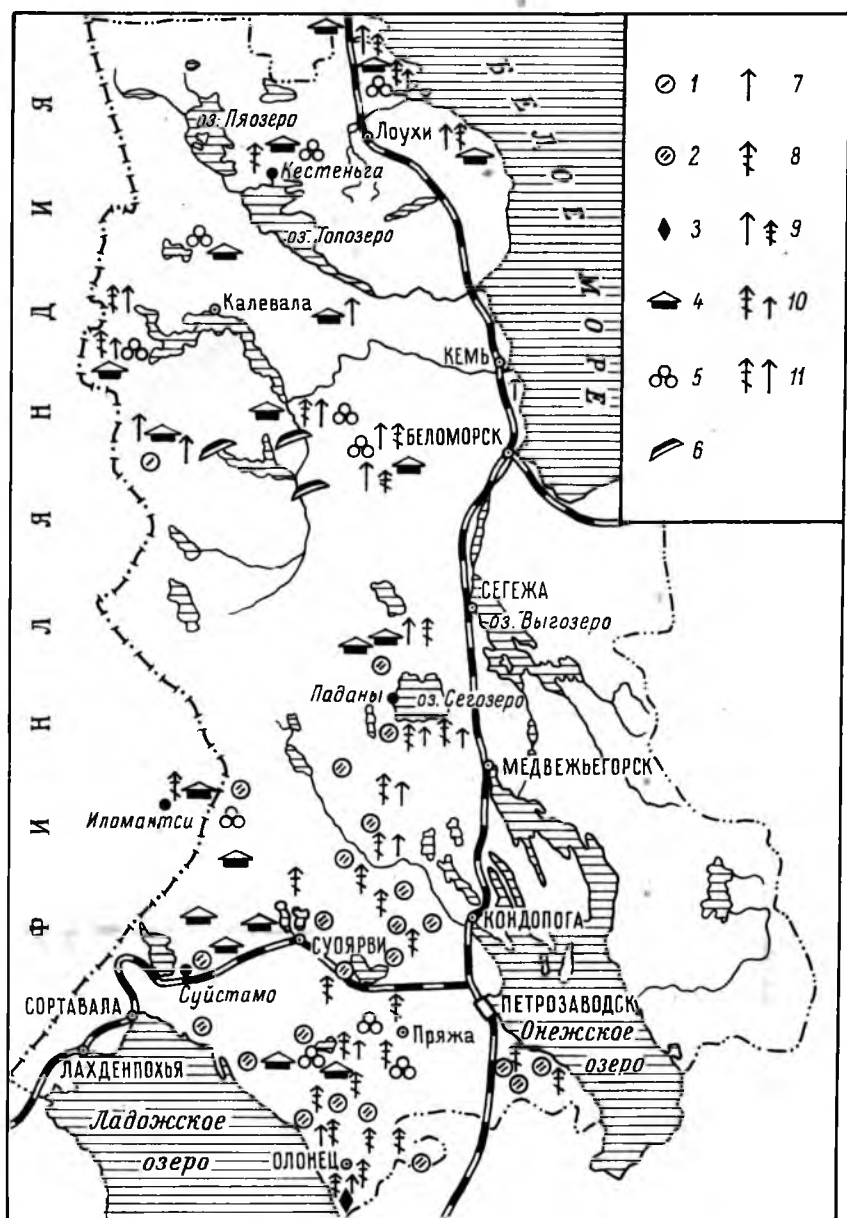 ФИНЛЯНДИЯ
БЕЛОЕ МОРЕ
1 7
2 8
3 9
4 10
5 11
6
оз. Пяозеро
Лоухи
Кестеньга
оз. Топозеро
Калевала
КЕМЬ
БЕЛОМОРСК
СЕГЕЖА
оз. Выгозеро
Паданы
оз. Сегозеро
МЕДВЕЖЬЕГОРСК
Иломантси
КОНДОПОГА
СУОЯРВИ
Суйстамо
СОРТАВАЛА
ПЕТРОЗАВОДСК
Онежское
озеро
Пряжа
ЛАХДЕНПОХЬЯ
Ладожское
озеро
ОЛОНЕЦ